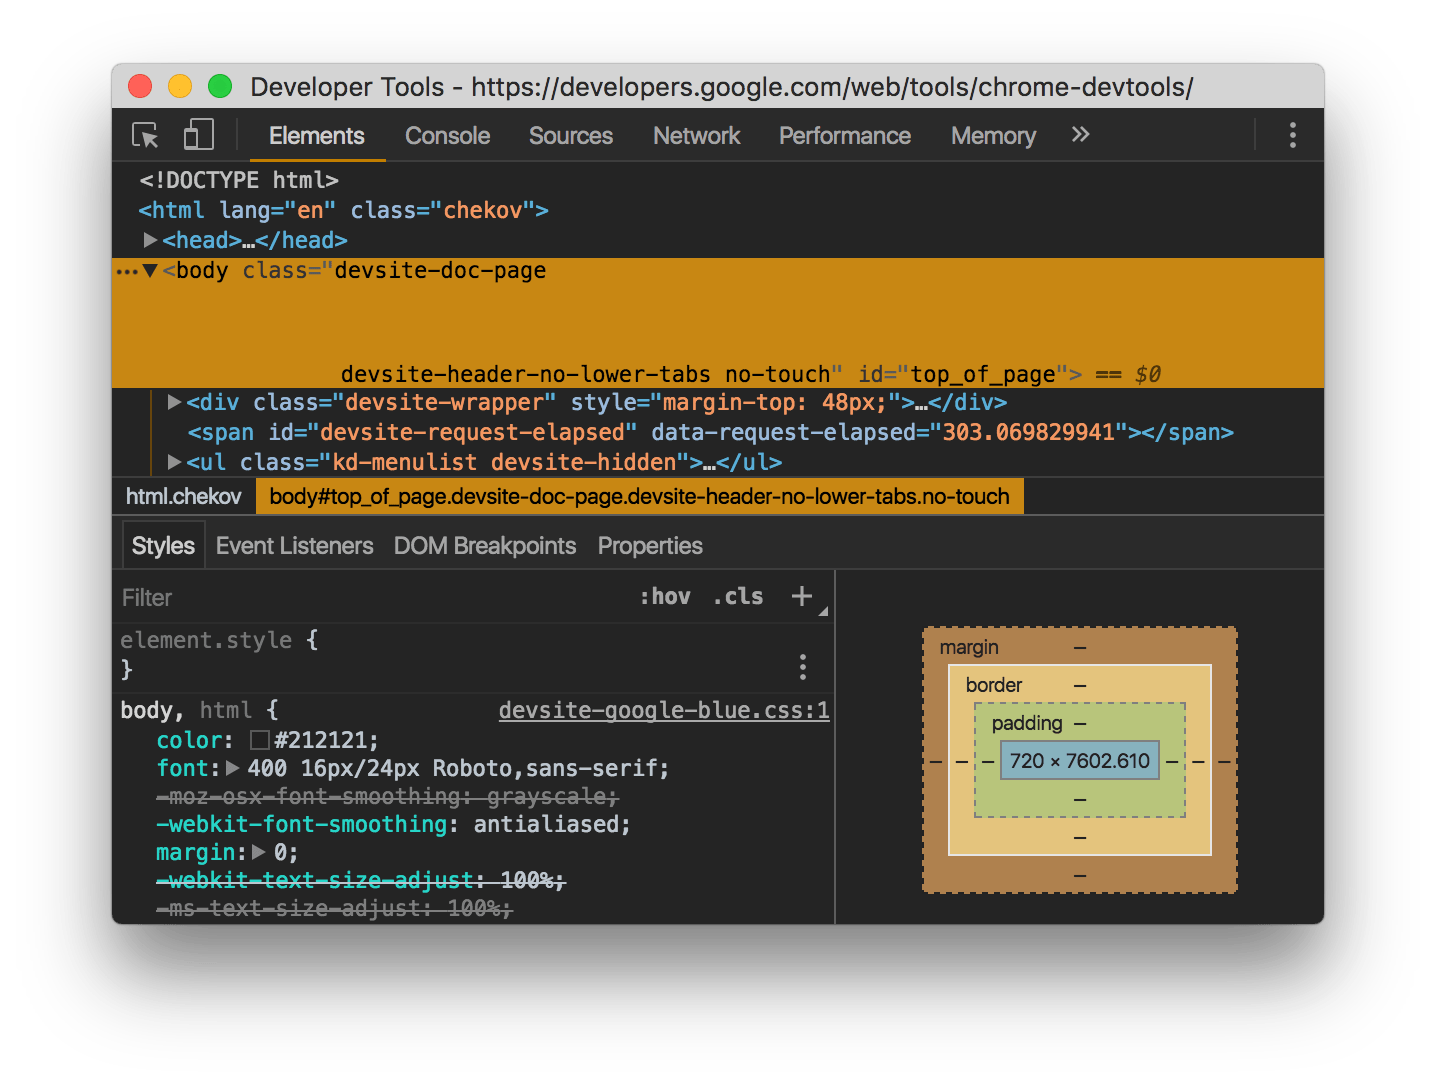 Developer Tools - https://developers.google.com/web/tools/chrome-devtools/
Elements Console Sources Network Performance Memory »
<!DOCTYPE html>
<html lang="en" class="chekov">
▶<head>…</head>
…▼<body class="devsite-doc-page
devsite-header-no-lower-tabs no-touch" id="top_of_page"> == $0
▶<div class="devsite-wrapper" style="margin-top: 48px;">…</div>
<span id="devsite-request-elapsed" data-request-elapsed="303.069829941"></span>
▶<ul class="kd-menulist devsite-hidden">…</ul>
html.chekov body#top_of_page.devsite-doc-page.devsite-header-no-lower-tabs.no-touch
Styles Event Listeners DOM Breakpoints Properties
Filter :hov .cls +
element.style {
}
body, html { devsite-google-blue.css:1
color: #212121;
font:▶400 16px/24px Roboto,sans-serif;
-moz-osx-font-smoothing: grayscale;
-webkit-font-smoothing: antialiased;
margin:▶0;
-webkit-text-size-adjust: 100%;
-ms-text-size-adjust: 100%;
margin –
border –
padding –
– – – 720 × 7602.610 – – –
–
–
–